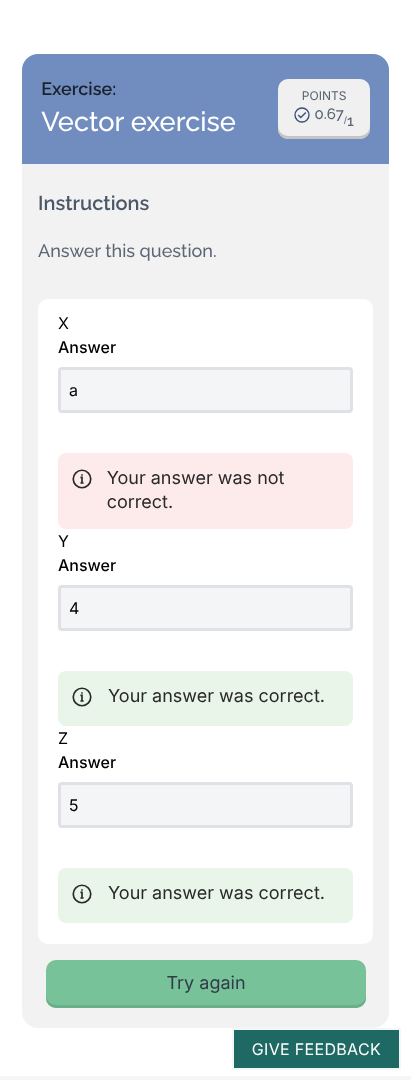 Exercise:
Vector exercise
POINTS
0.67/1
Instructions
Answer this question.
X
Answer
a
Your answer was not
correct.
Y
Answer
4
Your answer was correct.
Z
Answer
5
Your answer was correct.
Try again
GIVE FEEDBACK